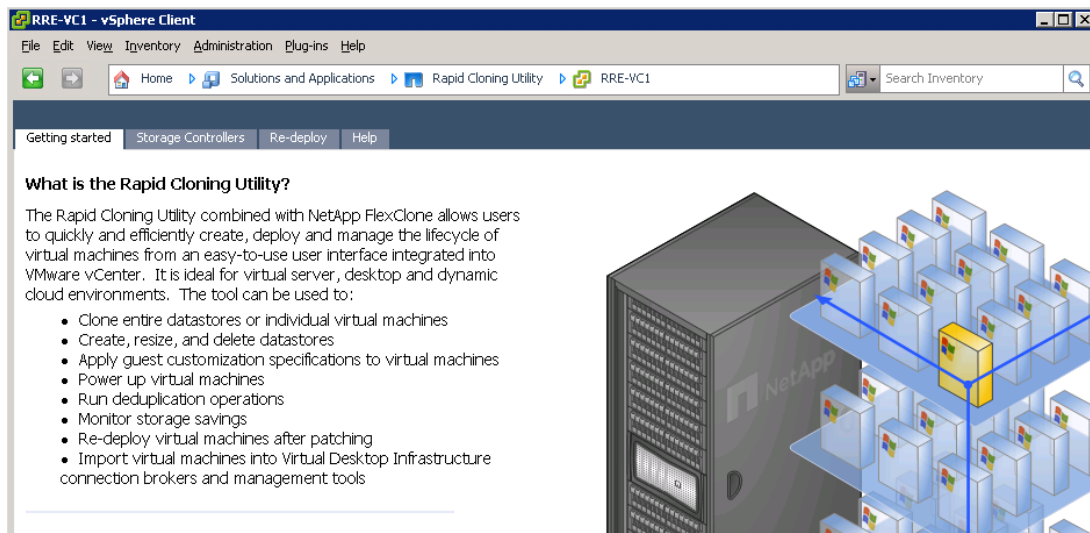 RRE-VC1 - vSphere Client
File Edit View Inventory Administration Plug-ins Help
Home Solutions and Applications Rapid Cloning Utility RRE-VC1 Search Inventory
Getting started Storage Controllers Re-deploy Help
What is the Rapid Cloning Utility?
The Rapid Cloning Utility combined with NetApp FlexClone allows users
to quickly and efficiently create, deploy and manage the lifecycle of
virtual machines from an easy-to-use user interface integrated into
VMware vCenter. It is ideal for virtual server, desktop and dynamic
cloud environments. The tool can be used to:
• Clone entire datastores or individual virtual machines
• Create, resize, and delete datastores
• Apply guest customization specifications to virtual machines
• Power up virtual machines
• Run deduplication operations
• Monitor storage savings
• Re-deploy virtual machines after patching
• Import virtual machines into Virtual Desktop Infrastructure
connection brokers and management tools
NetApp